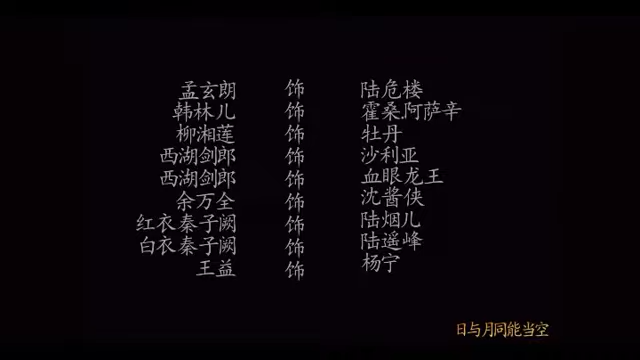 孟玄朗 饰 陆危楼
韩林儿 饰 霍桑.阿萨辛
柳湘莲 饰 牡丹
西湖剑郎 饰 沙利亚
西湖剑郎 饰 血眼龙王
余万全 饰 沈酱侠
红衣秦子阙 饰 陆烟儿
白衣秦子阙 饰 陆遥峰
王益 饰 杨宁
日与月同能当空